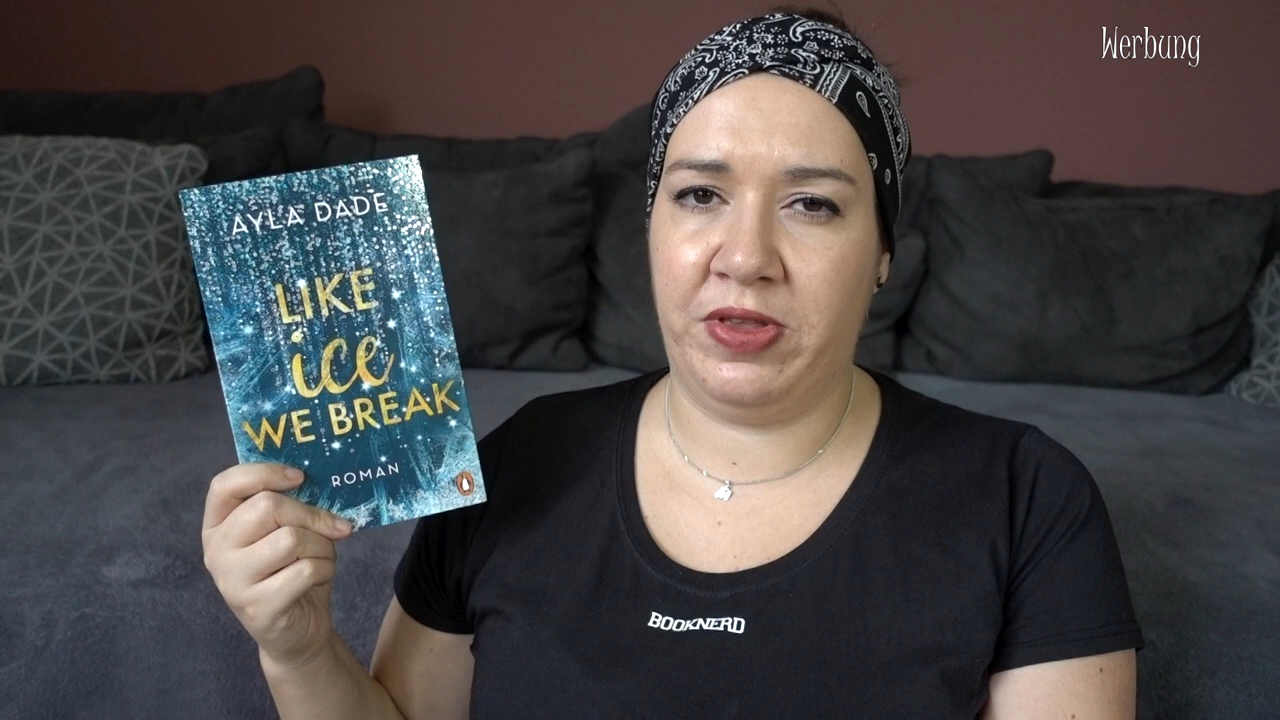 Werbung
AYLA DADE
LIKE
ice
WE BREAK
ROMAN
BOOKNERD